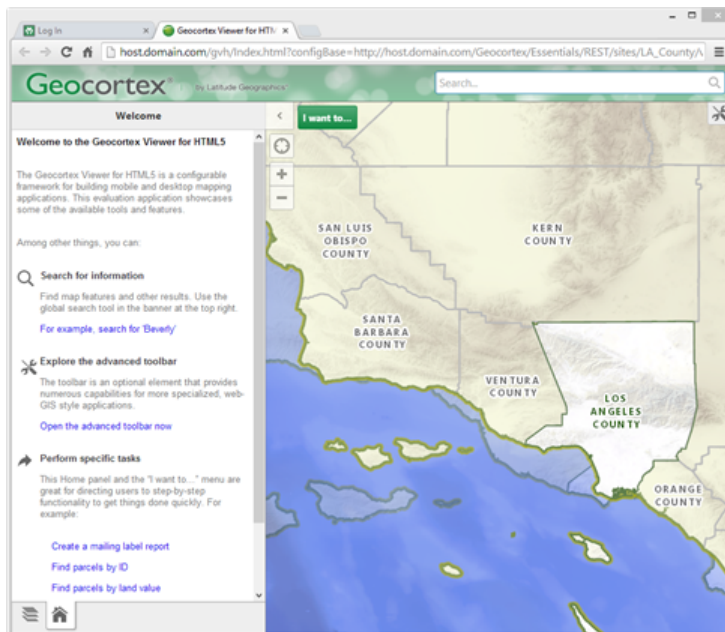 Log In
Geocortex Viewer for HTM
host.domain.com/gvh/Index.html?configBase=http://host.domain.com/Geocortex/Essentials/REST/sites/LA_County/
Geocortex® by Latitude Geographics®
Search...
Welcome
I want to...
Welcome to the Geocortex Viewer for HTML5
The Geocortex Viewer for HTML5 is a configurable
framework for building mobile and desktop mapping
applications. This evaluation application showcases
some of the available tools and features.
Among other things, you can:
Search for information
Find map features and other results. Use the
global search tool in the banner at the top right.
For example, search for 'Beverly'
Explore the advanced toolbar
The toolbar is an optional element that provides
numerous capabilities for more specialized, web-
GIS style applications.
Open the advanced toolbar now
Perform specific tasks
This Home panel and the "I want to..." menu are
great for directing users to step-by-step
functionality to get things done quickly. For
example:
Create a mailing label report
Find parcels by ID
Find parcels by land value
SAN LUIS
OBISPO
COUNTY
KERN
COUNTY
SANTA
BARBARA
COUNTY
VENTURA
COUNTY
LOS
ANGELES
COUNTY
ORANGE
COUNTY